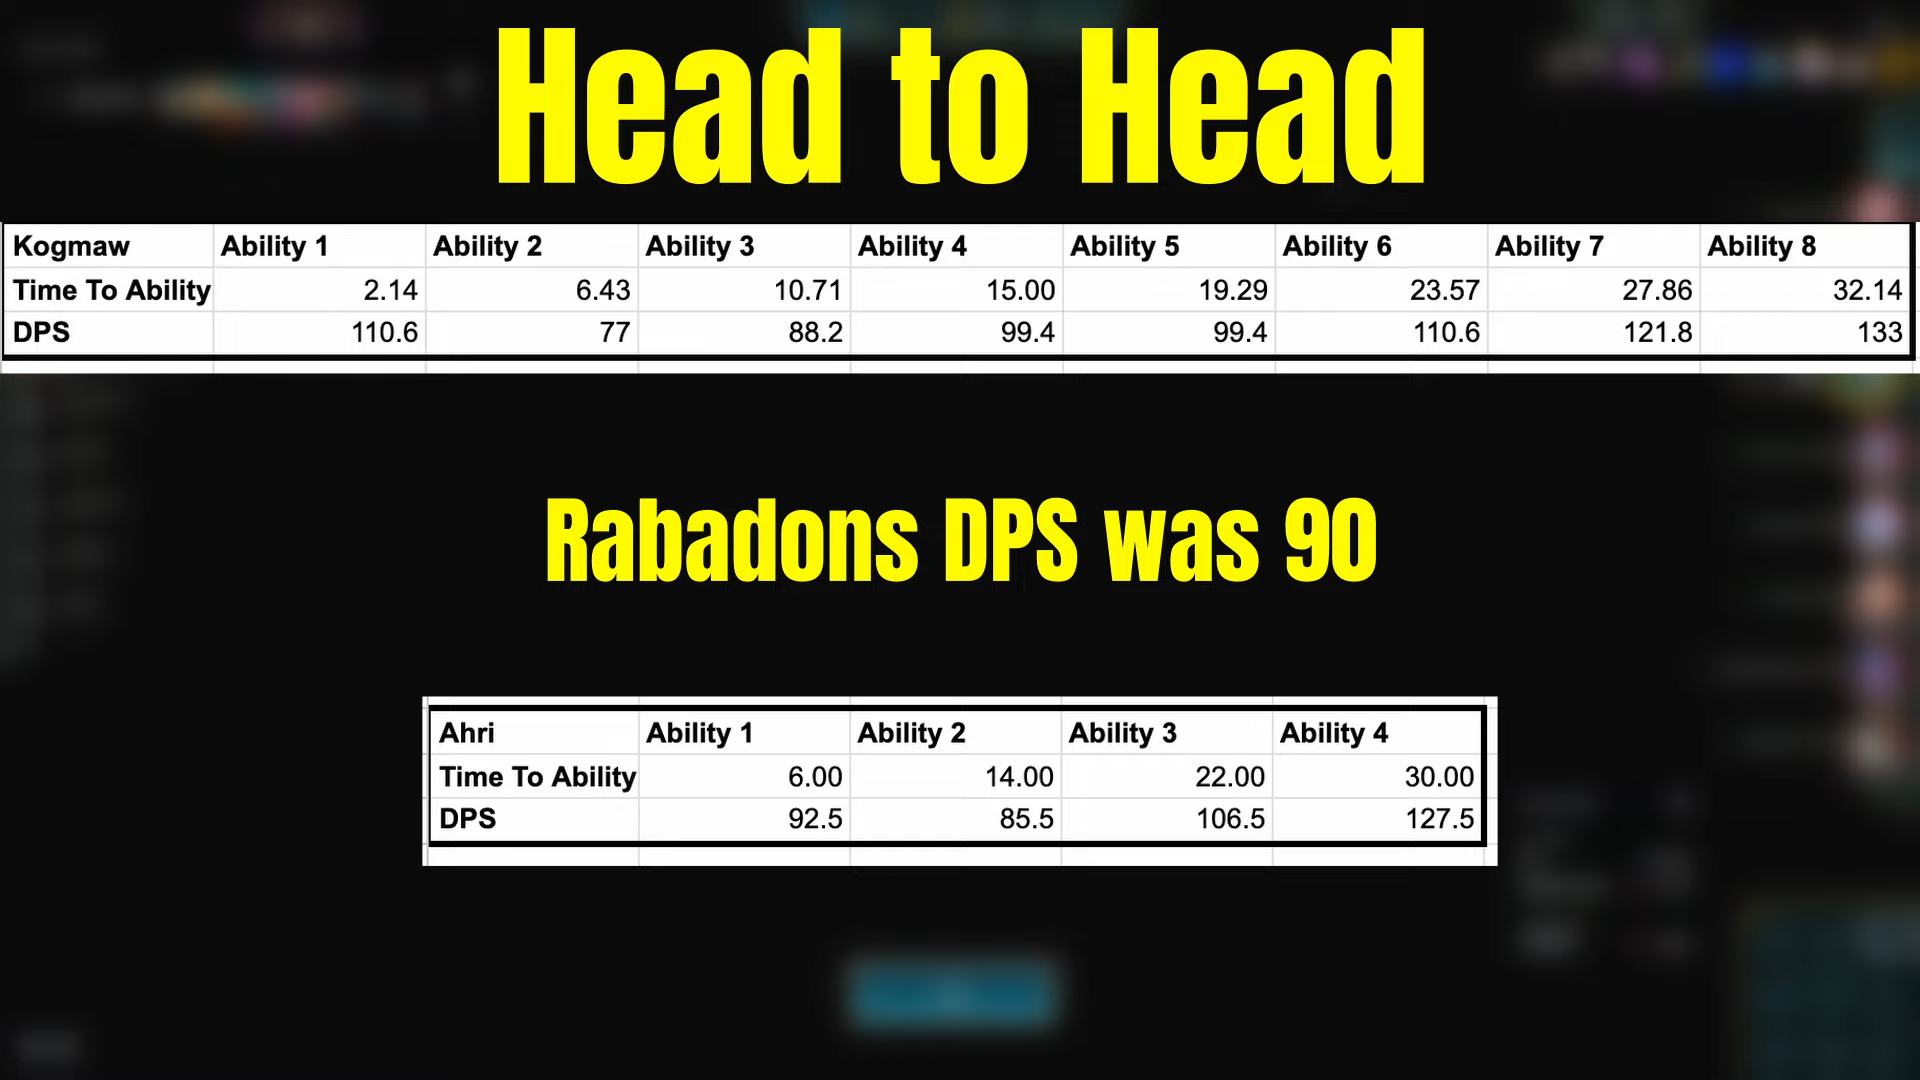 Head to Head
Kogmaw Ability 1 Ability 2 Ability 3 Ability 4 Ability 5 Ability 6 Ability 7 Ability 8
Time To Ability 2.14 6.43 10.71 15.00 19.29 23.57 27.86 32.14
DPS 110.6 77 88.2 99.4 99.4 110.6 121.8 133
Rabadons DPS was 90
Ahri Ability 1 Ability 2 Ability 3 Ability 4
Time To Ability 6.00 14.00 22.00 30.00
DPS 92.5 85.5 106.5 127.5